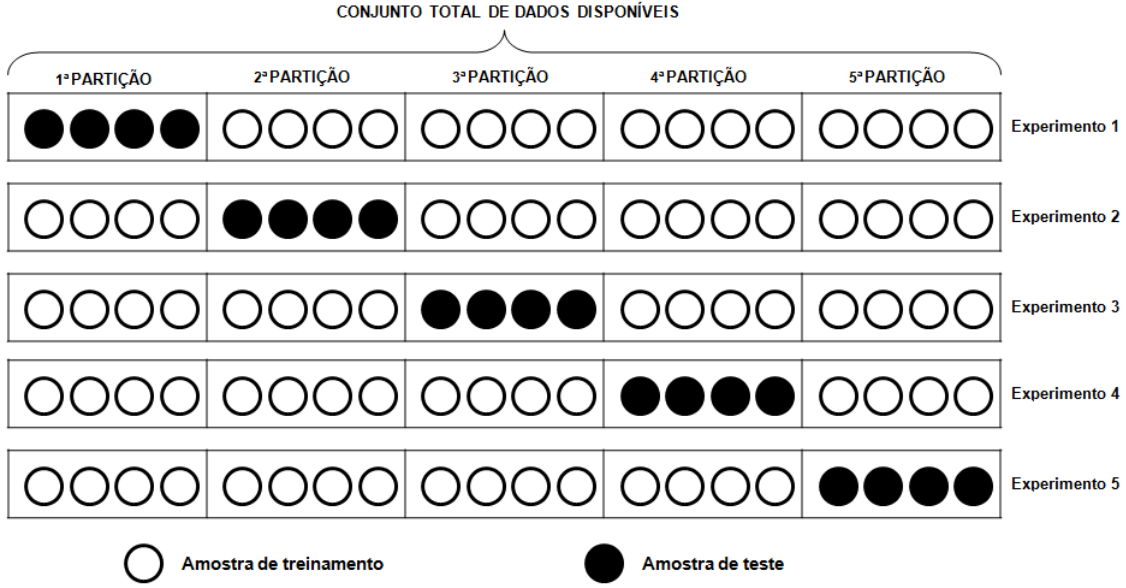 CONJUNTO TOTAL DE DADOS DISPONÍVEIS
1ª PARTIÇÃO 2ª PARTIÇÃO 3ª PARTIÇÃO 4ª PARTIÇÃO 5ª PARTIÇÃO
Experimento 1
Experimento 2
Experimento 3
Experimento 4
Experimento 5
Amostra de treinamento Amostra de teste